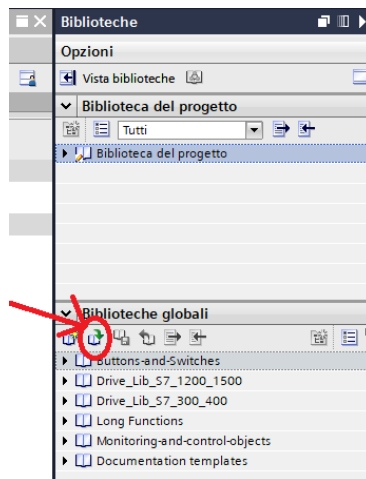 Biblioteche
Opzioni
Vista biblioteche
Biblioteca del progetto
Tutti
Biblioteca del progetto
Biblioteche globali
Buttons-and-Switches
Drive_Lib_S7_1200_1500
Drive_Lib_S7_300_400
Long Functions
Monitoring-and-control-objects
Documentation templates